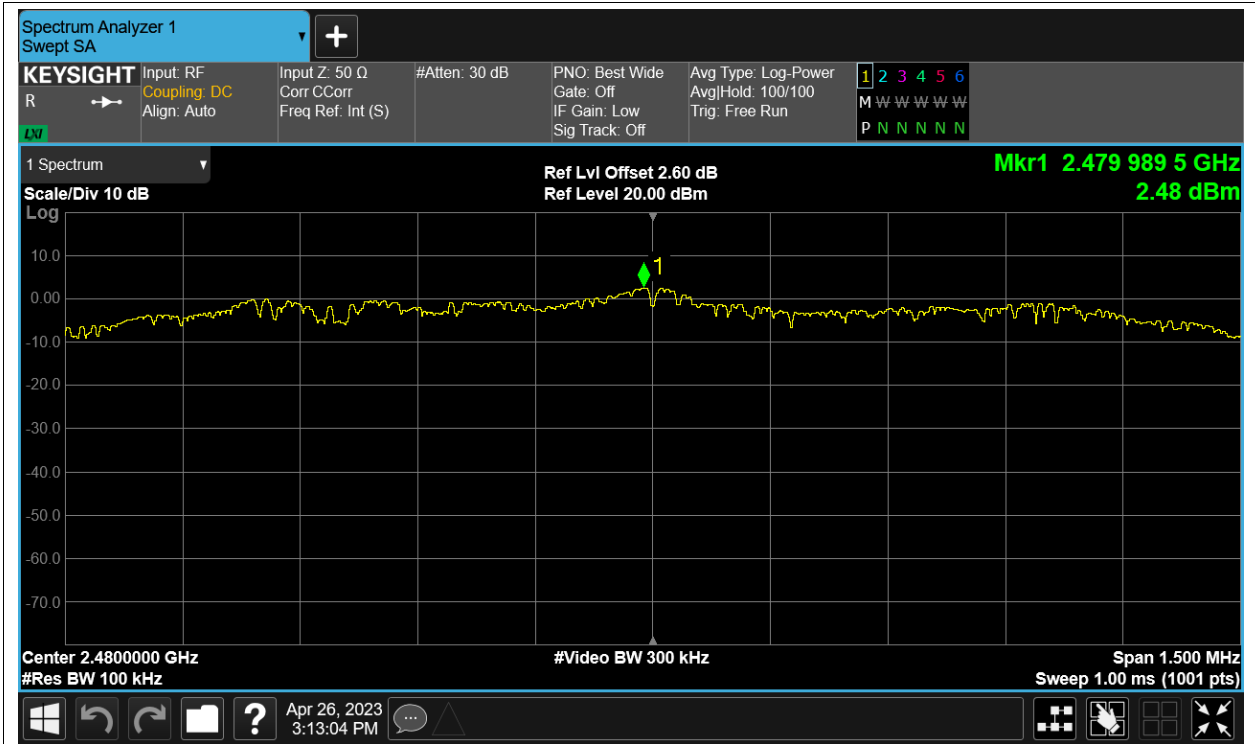 Spectrum Analyzer 1
Swept SA
KEYSIGHT
R
LXI
Input: RF
Coupling: DC
Align: Auto
Input Z: 50 Ω
Corr CCorr
Freq Ref: Int (S)
#Atten: 30 dB
PNO: Best Wide
Gate: Off
IF Gain: Low
Sig Track: Off
Avg Type: Log-Power
Avg|Hold: 100/100
Trig: Free Run
1 2 3 4 5 6
M W W W W W
P N N N N N
1 Spectrum
Scale/Div 10 dB
Log
Ref Lvl Offset 2.60 dB
Ref Level 20.00 dBm
Mkr1 2.479 989 5 GHz
2.48 dBm
1
10.0
0.00
-10.0
-20.0
-30.0
-40.0
-50.0
-60.0
-70.0
Center 2.4800000 GHz
#Res BW 100 kHz
#Video BW 300 kHz
Span 1.500 MHz
Sweep 1.00 ms (1001 pts)
Apr 26, 2023
3:13:04 PM